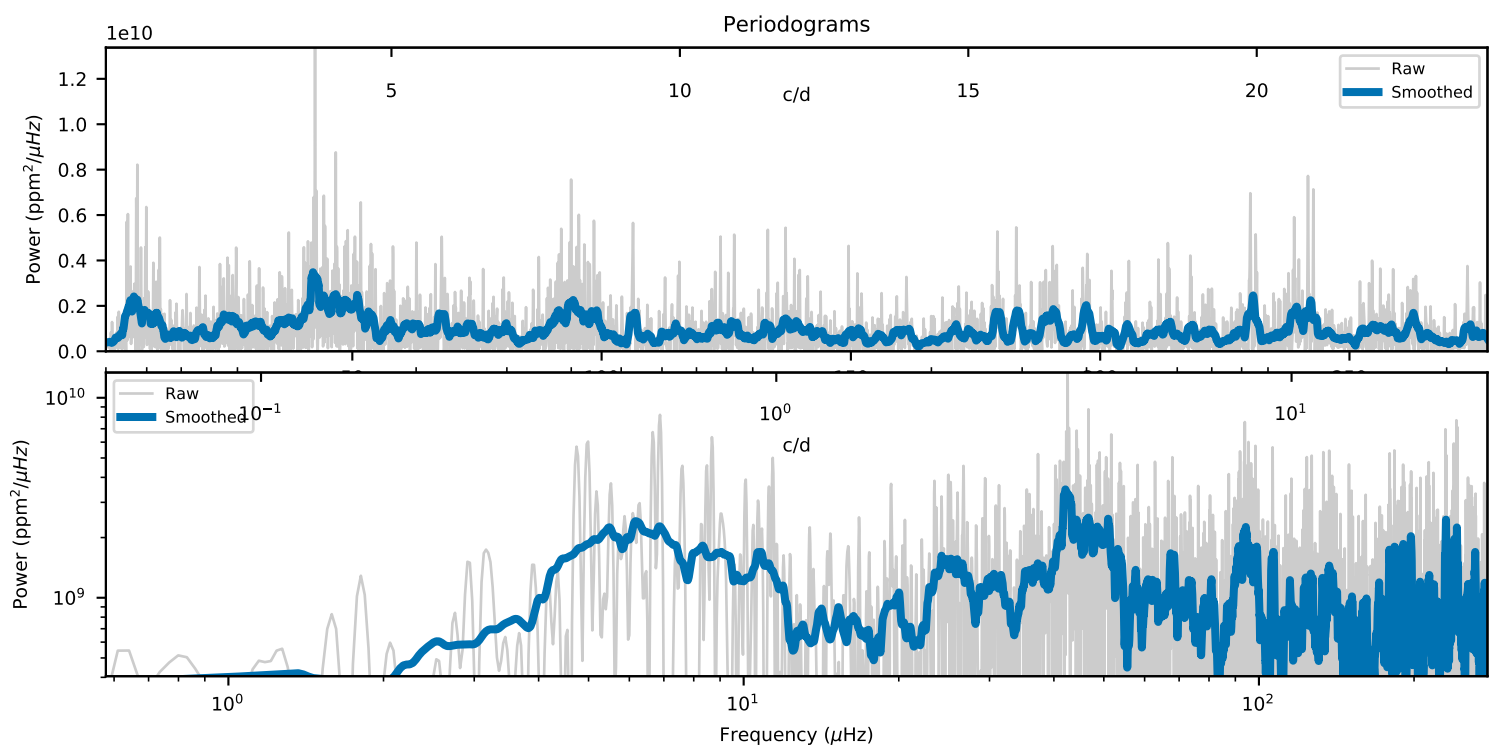 Periodograms
1e10
Power (ppm²/μHz)
1.2
1.0
0.8
0.6
0.4
0.2
0.0
5
10
15
20
c/d
Raw
Smoothed
Power (ppm²/μHz)
10¹⁰
10⁹
Raw
Smoothed
10⁻¹
10⁰
10¹
c/d
10⁰
10¹
10²
Frequency (μHz)